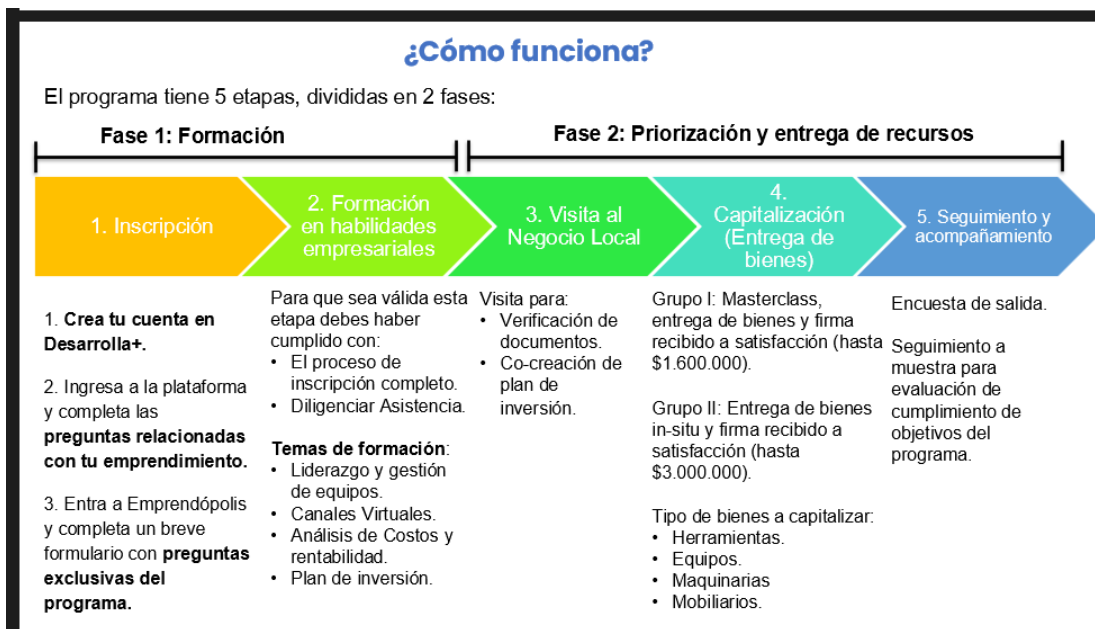 ¿Cómo funciona?
El programa tiene 5 etapas, divididas en 2 fases:
Fase 1: Formación
Fase 2: Priorización y entrega de recursos
1. Inscripción
2. Formación
en habilidades
empresariales
3. Visita al
Negocio Local
4.
Capitalización
(Entrega de
bienes)
5. Seguimiento y
acompañamiento
1. Crea tu cuenta en
Desarrolla+.
2. Ingresa a la plataforma
y completa las
preguntas relacionadas
con tu emprendimiento.
3. Entra a Emprendópolis
y completa un breve
formulario con preguntas
exclusivas del
programa.
Para que sea válida esta
etapa debes haber
cumplido con:
• El proceso de
inscripción completo.
• Diligenciar Asistencia.
Temas de formación:
• Liderazgo y gestión
de equipos.
• Canales Virtuales.
• Análisis de Costos y
rentabilidad.
• Plan de inversión.
Visita para:
• Verificación de
documentos.
• Co-creación de
plan de
inversión.
Grupo I: Masterclass,
entrega de bienes y firma
recibido a satisfacción (hasta
$1.600.000).
Grupo II: Entrega de bienes
in-situ y firma recibido a
satisfacción (hasta
$3.000.000).
Tipo de bienes a capitalizar:
• Herramientas.
• Equipos.
• Maquinarias
• Mobiliarios.
Encuesta de salida.
Seguimiento a
muestra para
evaluación de
cumplimiento de
objetivos del
programa.